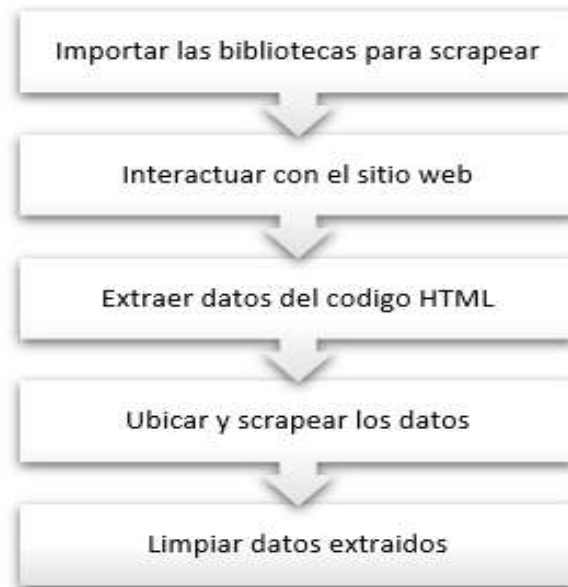 Importar las bibliotecas para scrapear
Interactuar con el sitio web
Extraer datos del codigo HTML
Ubicar y scrapear los datos
Limpiar datos extraidos